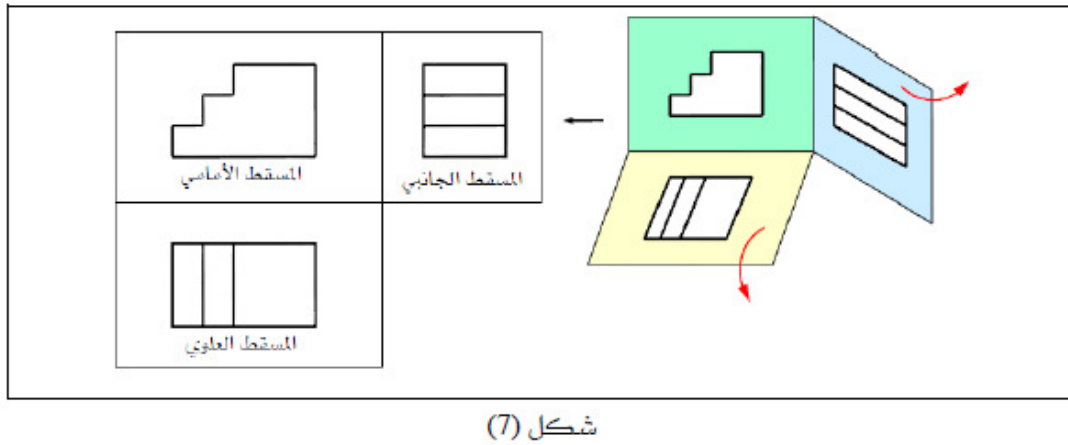 المسقط الأمامي
المسقط الجانبي
المسقط العلوي
شكل (7)